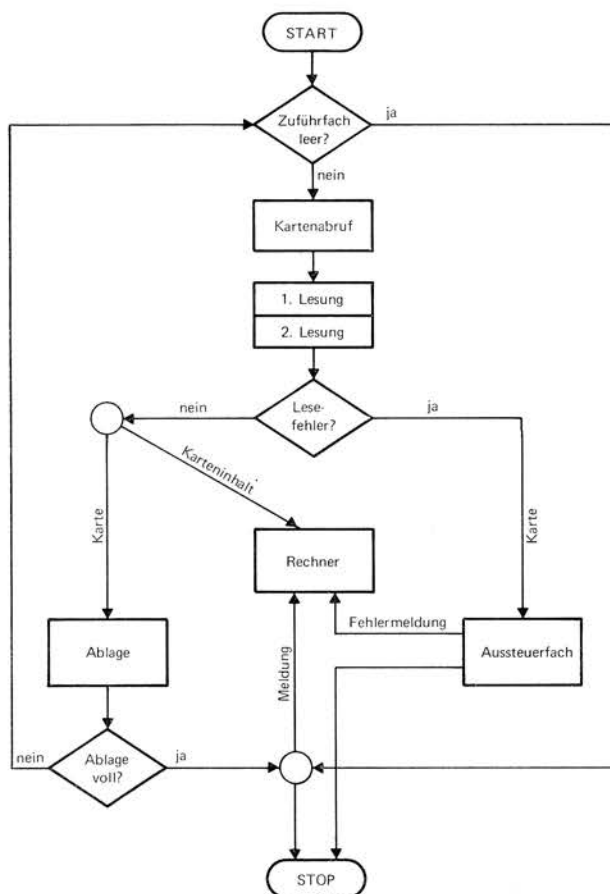 START
Zuführfach
leer?
ja
nein
Kartenabruf
1. Lesung
2. Lesung
nein
Lese-
fehler?
ja
Karteninhalt
Karte
Karte
Rechner
Fehlermeldung
Ablage
Meldung
Aussteuerfach
nein
Ablage
voll?
ja
STOP